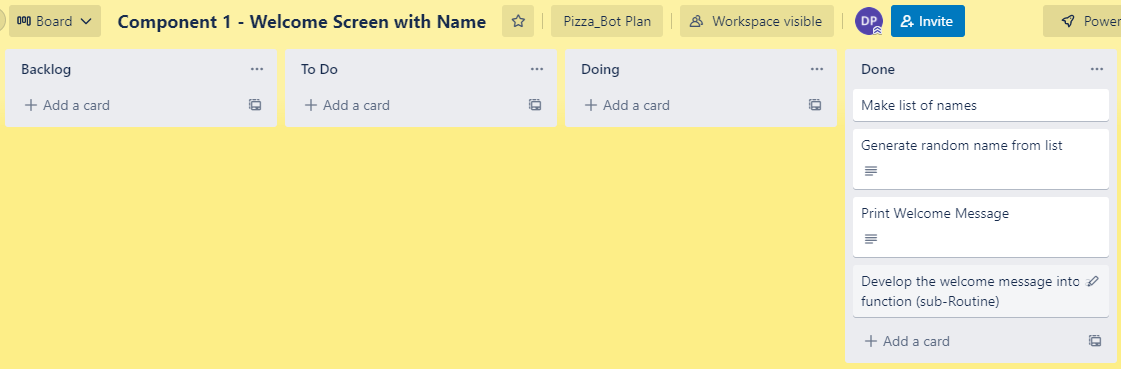 Board
Component 1 - Welcome Screen with Name
Pizza_Bot Plan
Workspace visible
DP
Invite
Power
Backlog
Add a card
To Do
Add a card
Doing
Add a card
Done
Make list of names
Generate random name from list
Print Welcome Message
Develop the welcome message into
function (sub-Routine)
Add a card